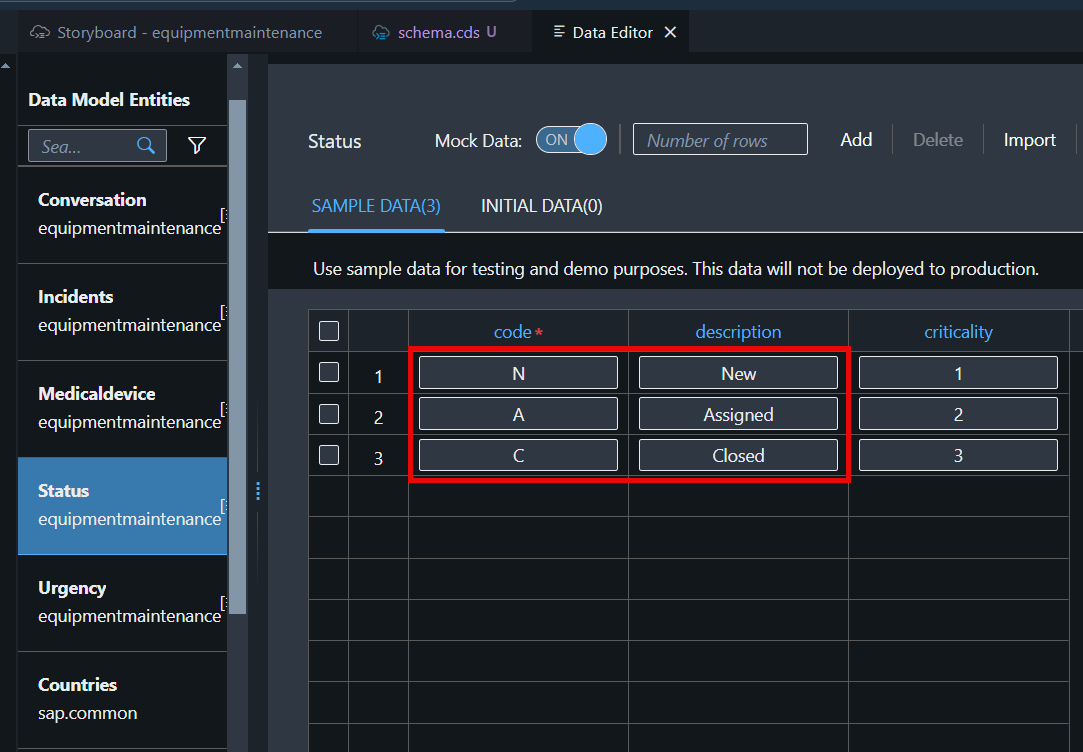 Storyboard - equipmentmaintenance
schema.cds U
Data Editor
Data Model Entities
Sea...
Conversation
equipmentmaintenance
Incidents
equipmentmaintenance
Medicaldevice
equipmentmaintenance
Status
equipmentmaintenance
Urgency
equipmentmaintenance
Countries
sap.common
Status Mock Data: ON Number of rows Add Delete Import
SAMPLE DATA(3) INITIAL DATA(0)
Use sample data for testing and demo purposes. This data will not be deployed to production.
code* description criticality
1 N New 1
2 A Assigned 2
3 C Closed 3